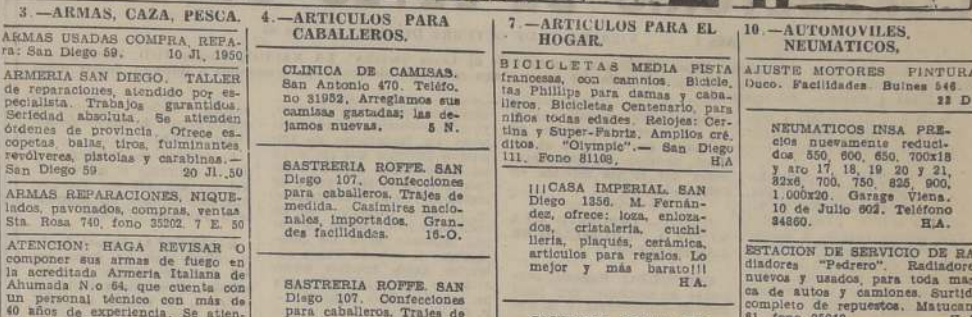 3.—ARMAS, CAZA, PESCA.
ARMAS USADAS COMPRA, REPA-
ra: San Diego 59. 10 Jl. 1950
ARMERIA SAN DIEGO. TALLER
de reparaciones, atendido por es-
pecialista. Trabajos garantidos.
Seriedad absoluta. Se atienden
órdenes de provincia. Ofrece es-
copetas, balas, tiros, fulminantes,
revólveres, pistolas y carabinas.—
San Diego 59. 20 Jl..50
ARMAS REPARACIONES, NIQUE-
lados, pavonados, compras, ventas
Sta. Rosa 740, fono 35202. 7 E. 50
ATENCION: HAGA REVISAR O
componer sus armas de fuego en
la acreditada Armería Italiana de
Ahumada N.o 64, que cuenta con
un personal técnico con más de
40 años de experiencia. Se atien-
4.—ARTICULOS PARA
CABALLEROS.
CLINICA DE CAMISAS.
San Antonio 470. Teléfo.
no 31952. Arreglamos sus
camisas gastadas; las de-
jamos nuevas. 5 N.
SASTRERIA ROFFE. SAN
Diego 107. Confecciones
para caballeros. Trajes de
medida. Casimires nacio-
nales, importados. Gran-
des facilidades. 16-O.
SASTRERIA ROFFE. SAN
Diego 107. Confecciones
para caballeros. Trajes de
7.—ARTICULOS PARA EL
HOGAR.
BICICLETAS MEDIA PISTA
francesas, con camnios. Bicicle.
tas Phillips para damas y caba-
lleros. Bicicletas Centenario, para
niños todas edades. Relojes: Cer-
tina y Super-Fabriz. Amplios cré.
ditos. "Olympic".— San Diego
111. Fono 81108. H.A
¡¡¡CASA IMPERIAL. SAN
Diego 1356. M. Fernán-
dez, ofrece: loza, enloza-
dos, cristalería, cuchi-
llería, plaqués, cerámica,
artículos para regalos. Lo
mejor y más barato!!!
H A.
10.—AUTOMOVILES,
NEUMATICOS,
AJUSTE MOTORES PINTURA
Duco. Facilidades. Bulnes 546.
22 D
NEUMATICOS INSA PRE-
cios nuevamente reduci-
dos 550, 600, 650, 700x18
y aro 17, 18, 19 20 y 21,
32x6, 700, 750, 825, 900,
1.000x20. Garage Viena.
10 de Julio 602. Teléfono
84860. H.A.
ESTACION DE SERVICIO DE RA
diadores "Pedrero". Radiadore
nuevos y usados, para toda mar
ca de autos y camiones. Surtid
completo de repuestos. Matucan